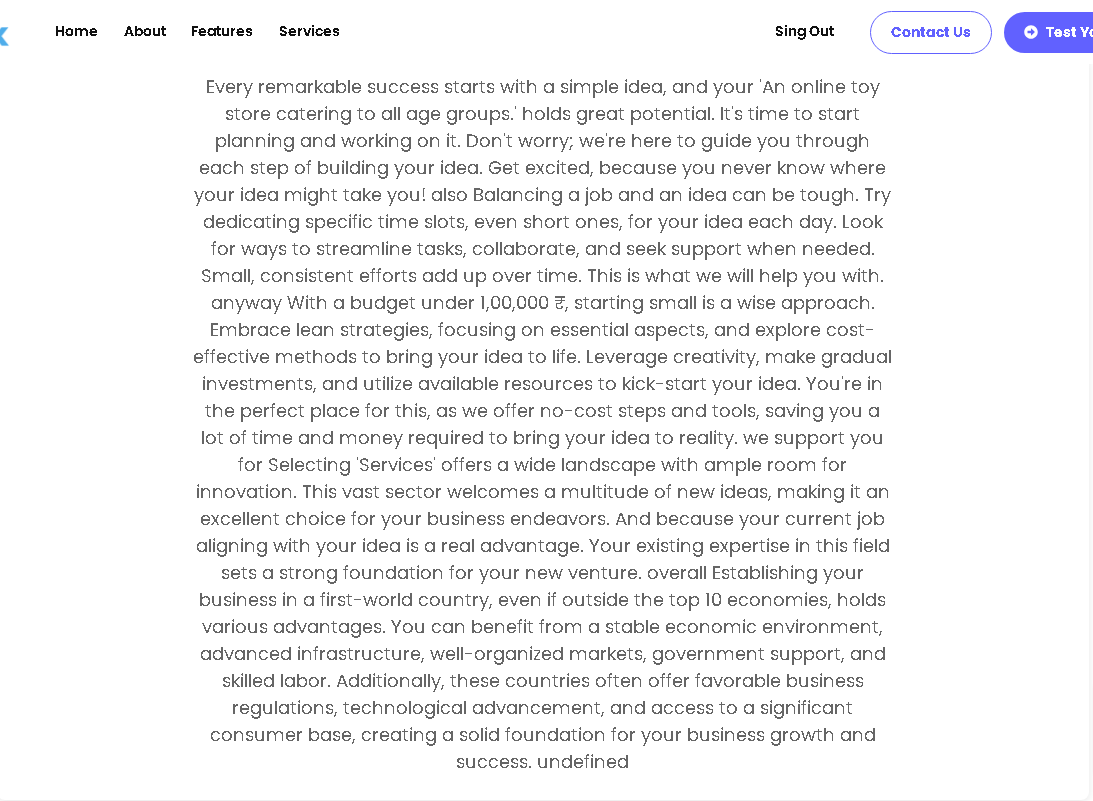 Home About Features Services Sing Out Contact Us Test
Every remarkable success starts with a simple idea, and your 'An online toy
store catering to all age groups.' holds great potential. It's time to start
planning and working on it. Don't worry; we're here to guide you through
each step of building your idea. Get excited, because you never know where
your idea might take you! also Balancing a job and an idea can be tough. Try
dedicating specific time slots, even short ones, for your idea each day. Look
for ways to streamline tasks, collaborate, and seek support when needed.
Small, consistent efforts add up over time. This is what we will help you with.
anyway With a budget under 1,00,000 ₹, starting small is a wise approach.
Embrace lean strategies, focusing on essential aspects, and explore cost-
effective methods to bring your idea to life. Leverage creativity, make gradual
investments, and utilize available resources to kick-start your idea. You're in
the perfect place for this, as we offer no-cost steps and tools, saving you a
lot of time and money required to bring your idea to reality. we support you
for Selecting 'Services' offers a wide landscape with ample room for
innovation. This vast sector welcomes a multitude of new ideas, making it an
excellent choice for your business endeavors. And because your current job
aligning with your idea is a real advantage. Your existing expertise in this field
sets a strong foundation for your new venture. overall Establishing your
business in a first-world country, even if outside the top 10 economies, holds
various advantages. You can benefit from a stable economic environment,
advanced infrastructure, well-organized markets, government support, and
skilled labor. Additionally, these countries often offer favorable business
regulations, technological advancement, and access to a significant
consumer base, creating a solid foundation for your business growth and
success. undefined